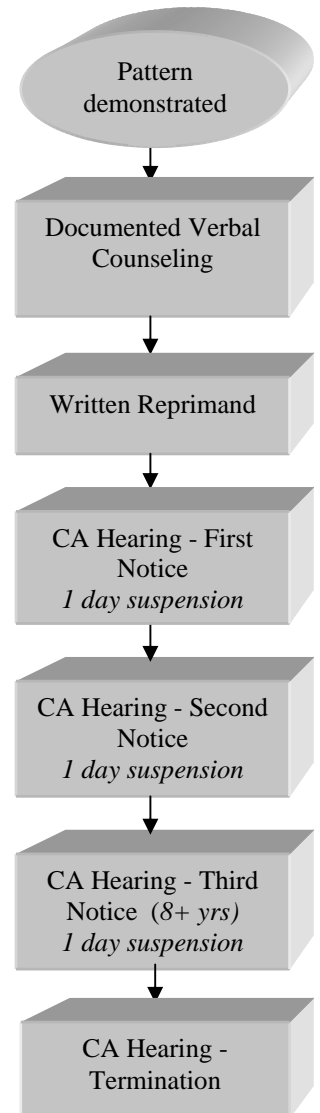 Pattern
demonstrated
Documented Verbal
Counseling
Written Reprimand
CA Hearing - First
Notice
1 day suspension
CA Hearing - Second
Notice
1 day suspension
CA Hearing - Third
Notice (8+ yrs)
1 day suspension
CA Hearing -
Termination